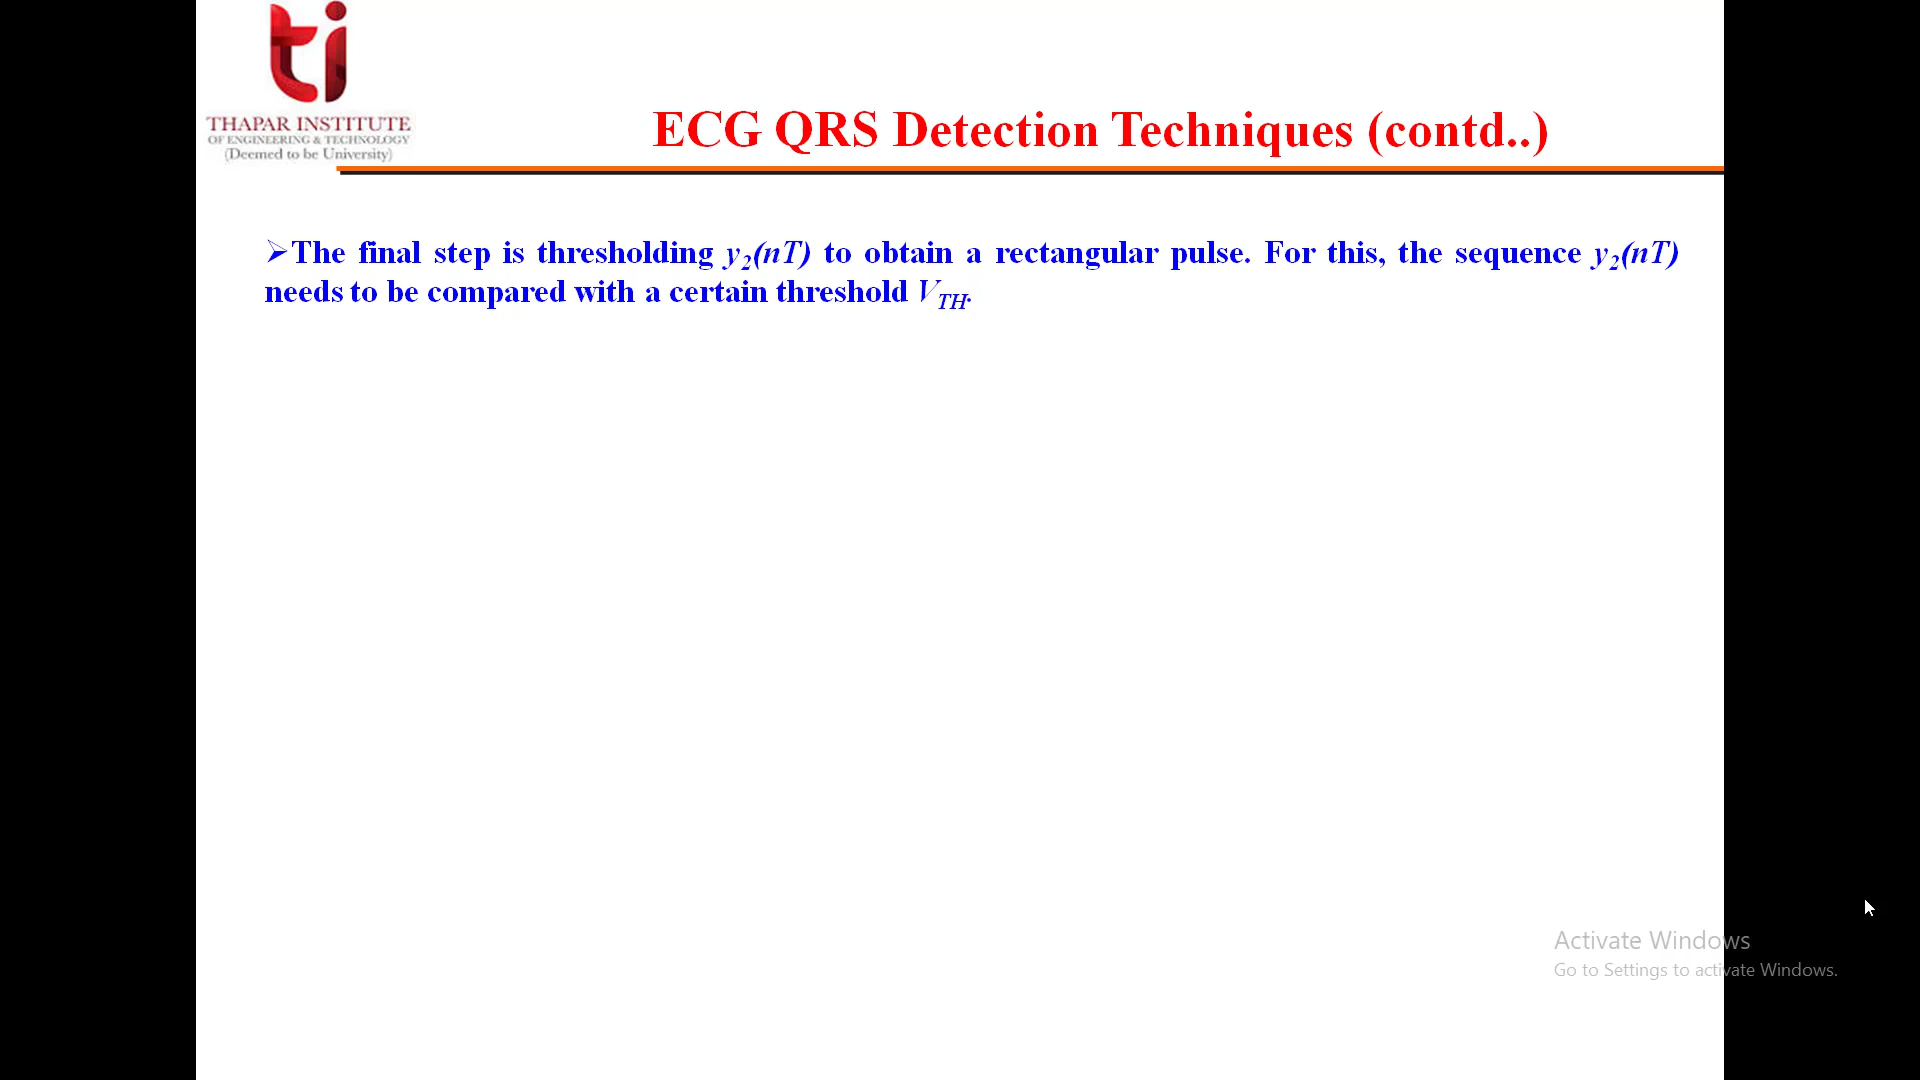 THAPAR INSTITUTE
OF ENGINEERING & TECHNOLOGY
(Deemed to be University)
ECG QRS Detection Techniques (contd..)
➢The final step is thresholding y₂(nT) to obtain a rectangular pulse. For this, the sequence y₂(nT)
needs to be compared with a certain threshold V_TH.
Activate Windows
Go to Settings to activate Windows.